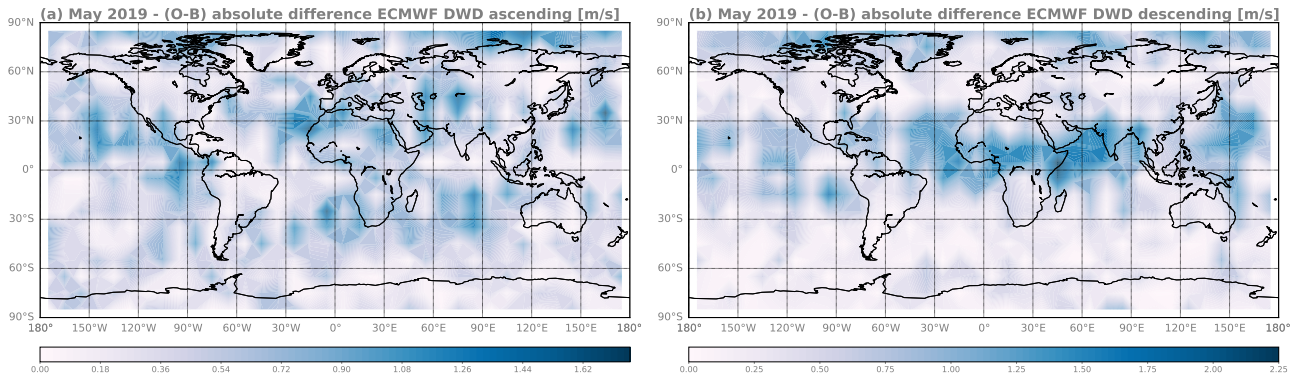 (a) May 2019 - (O-B) absolute difference ECMWF DWD ascending [m/s]
90°N
60°N
30°N
0°
30°S
60°S
90°S
180° 150°W 120°W 90°W 60°W 30°W 0° 30°E 60°E 90°E 120°E 150°E 180°
0.00 0.18 0.36 0.54 0.72 0.90 1.08 1.26 1.44 1.62
(b) May 2019 - (O-B) absolute difference ECMWF DWD descending [m/s]
90°N
60°N
30°N
0°
30°S
60°S
90°S
180° 150°W 120°W 90°W 60°W 30°W 0° 30°E 60°E 90°E 120°E 150°E 180°
0.00 0.25 0.50 0.75 1.00 1.25 1.50 1.75 2.00 2.25